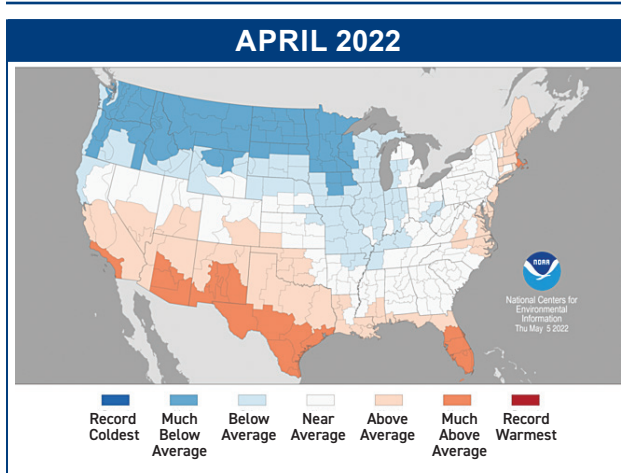 APRIL 2022
NOAA
National Centers for
Environmental
Information
Thu May 5 2022
Record
Coldest
Much
Below
Average
Below
Average
Near
Average
Above
Average
Much
Above
Average
Record
Warmest